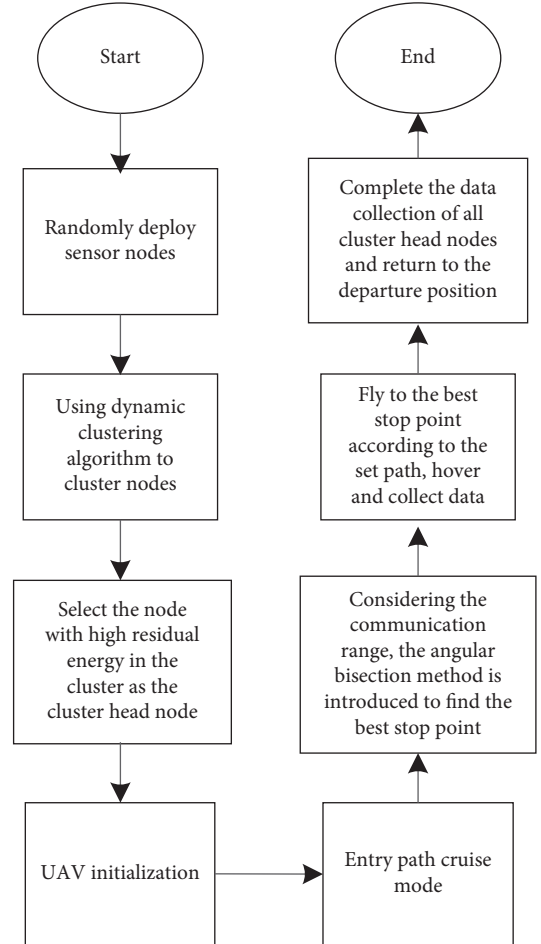 Start
Randomly deploy
sensor nodes
Using dynamic
clustering
algorithm to
cluster nodes
Select the node
with high residual
energy in the
cluster as the
cluster head node
UAV initialization
Entry path cruise
mode
Considering the
communication
range, the angular
bisection method is
introduced to find the
best stop point
Fly to the best
stop point
according to the
set path, hover
and collect data
Complete the data
collection of all
cluster head nodes
and return to the
departure position
End